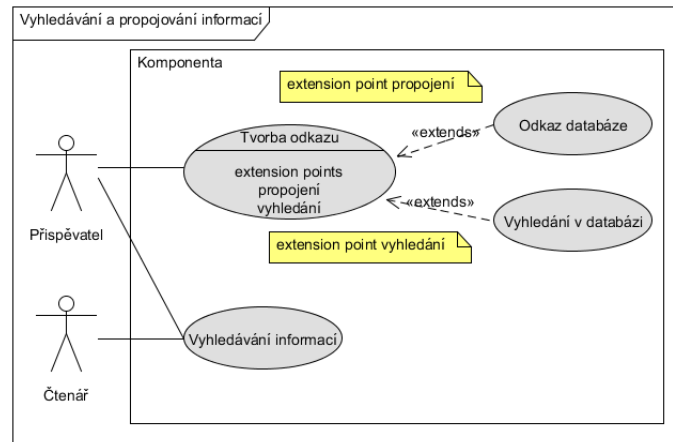 Vyhledávání a propojování informací
Komponenta
extension point propojení
Odkaz databáze
«extends»
Tvorba odkazu
extension points
propojení
vyhledání
Přispěvatel
«extends»
Vyhledání v databázi
extension point vyhledání
Vyhledávání informací
Čtenář